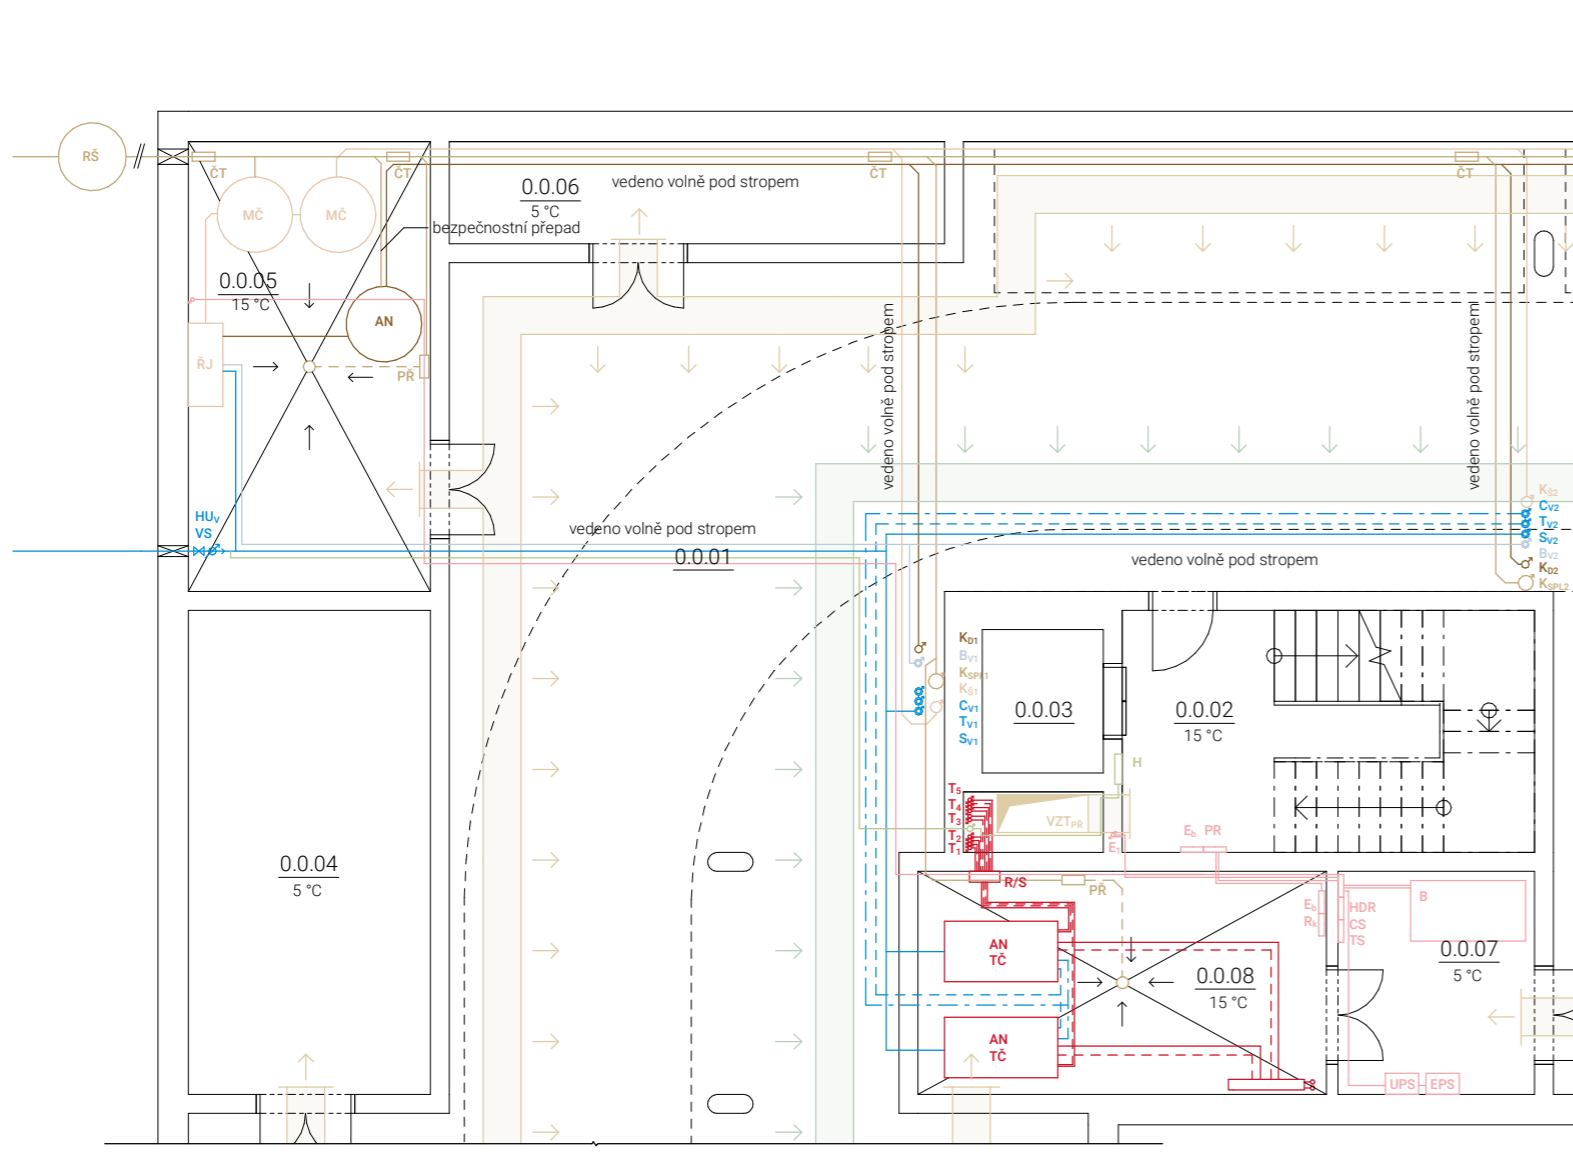 RŠ
ČT
ČT
ČT
ČT
MČ
MČ
0.0.06
5 °C
vedeno volně pod stropem
bezpečnostní přepad
0.0.05
15 °C
AN
ŘJ
PŘ
vedeno volně pod stropem
vedeno volně pod stropem
HUV
VS
vedeno volně pod stropem
0.0.01
vedeno volně pod stropem
KŠ2
CV2
TV2
SV2
BV2
KD2
KSPL2
KD1
BV1
KSPL1
KŠ1
CV1
TV1
SV1
0.0.03
0.0.02
15 °C
H
T5
T4
T3
T2
T1
VZTPŘ
E1
Eb PR
0.0.04
5 °C
R/S
PŘ
Eb
Rk
HDR
CS
TS
B
0.0.07
5 °C
AN
TČ
0.0.08
15 °C
AN
TČ
UPS
EPS